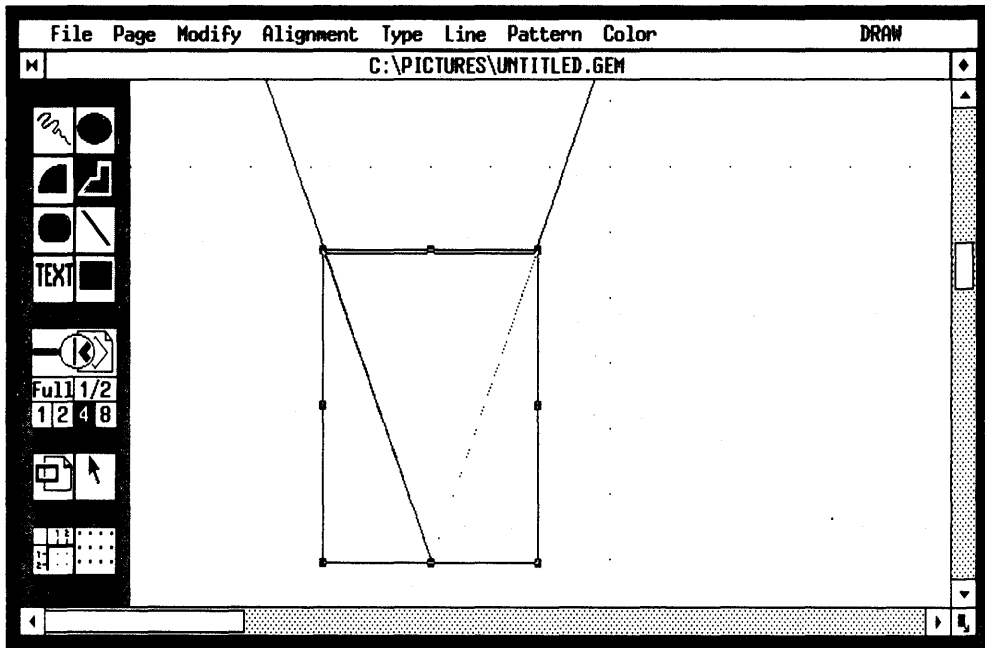 File Page Modify Alignment Type Line Pattern Color DRAW
C:\PICTURES\UNTITLED.GEM
TEXT
Full 1/2
1 2 4 8